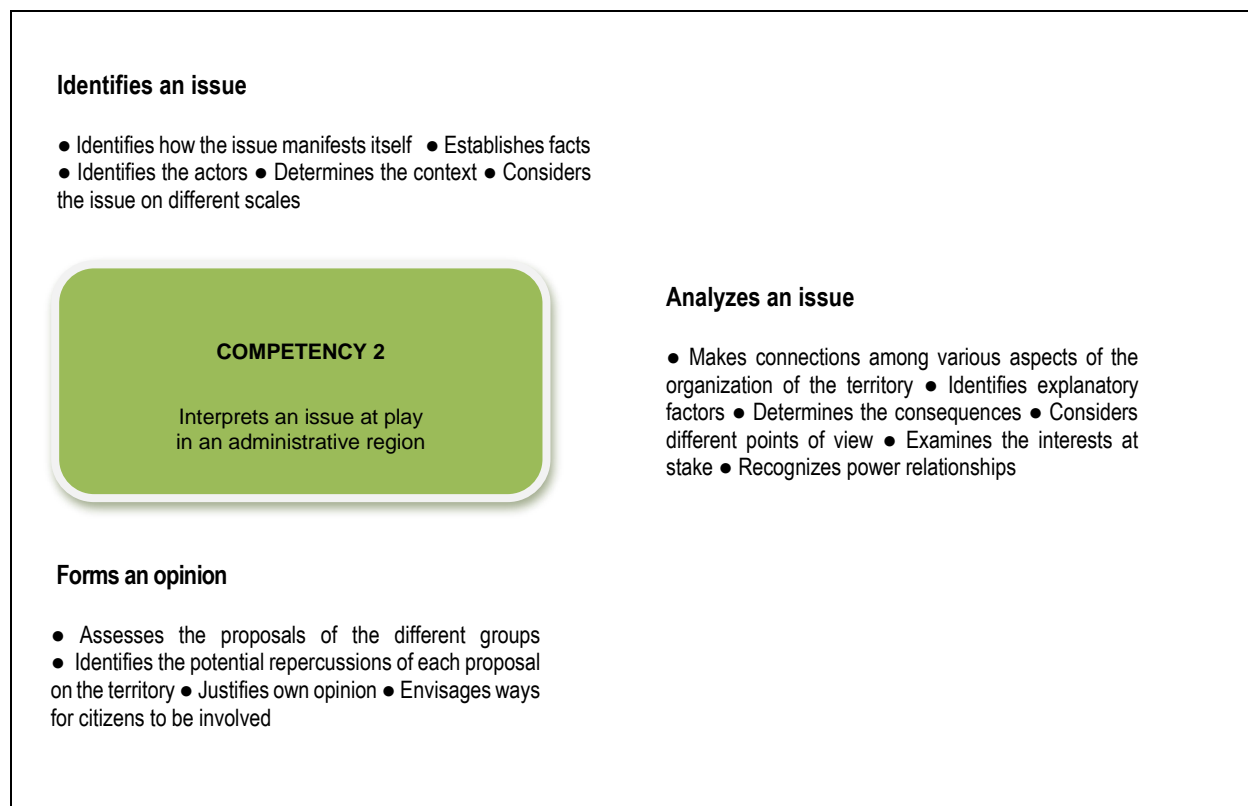 Identifies an issue
● Identifies how the issue manifests itself ● Establishes facts
● Identifies the actors ● Determines the context ● Considers
the issue on different scales
COMPETENCY 2
Interprets an issue at play
in an administrative region
Analyzes an issue
● Makes connections among various aspects of the
organization of the territory ● Identifies explanatory
factors ● Determines the consequences ● Considers
different points of view ● Examines the interests at
stake ● Recognizes power relationships
Forms an opinion
● Assesses the proposals of the different groups
● Identifies the potential repercussions of each proposal
on the territory ● Justifies own opinion ● Envisages ways
for citizens to be involved